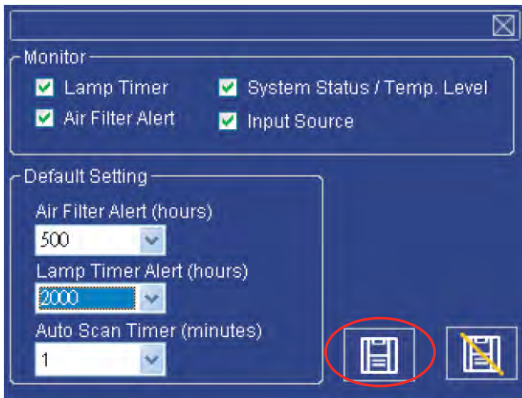 Monitor
Lamp Timer System Status / Temp. Level
Air Filter Alert Input Source
Default Setting
Air Filter Alert (hours)
500
Lamp Timer Alert (hours)
2000
Auto Scan Timer (minutes)
1